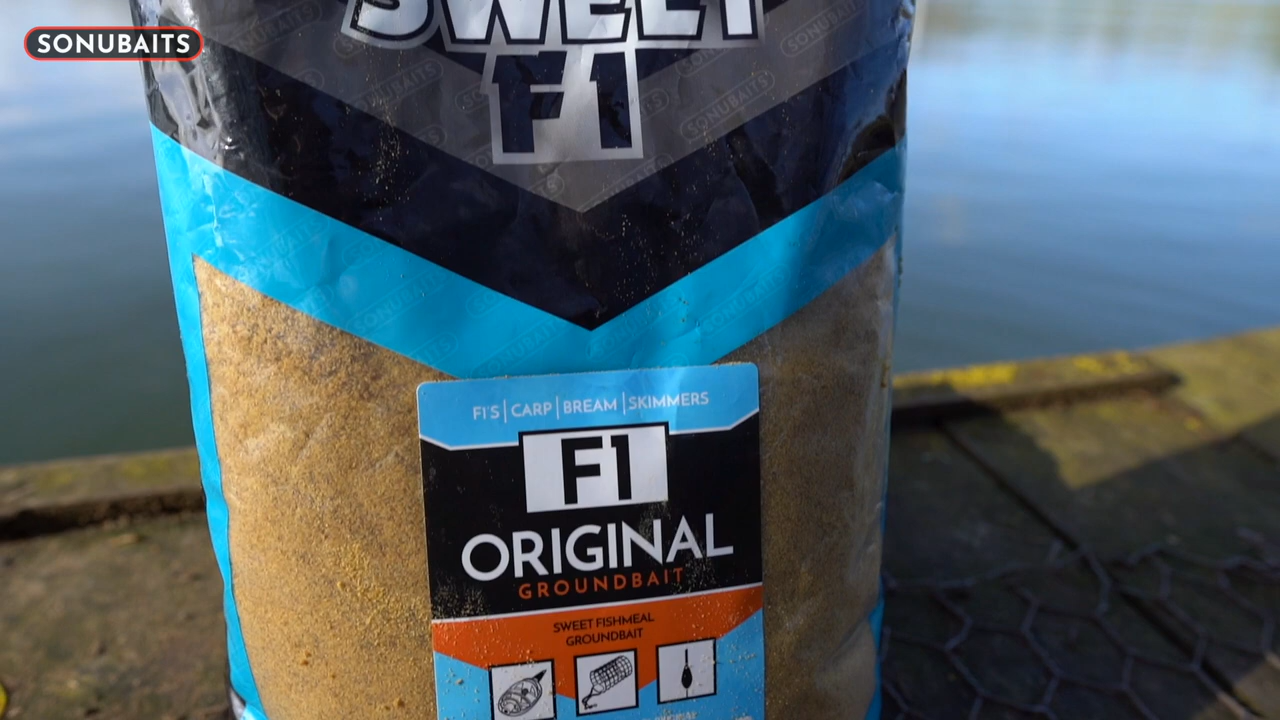 SONUBAITS
SWEET
F1
F1'S | CARP | BREAM | SKIMMERS
F1
ORIGINAL
GROUNDBAIT
SWEET FISHMEAL
GROUNDBAIT